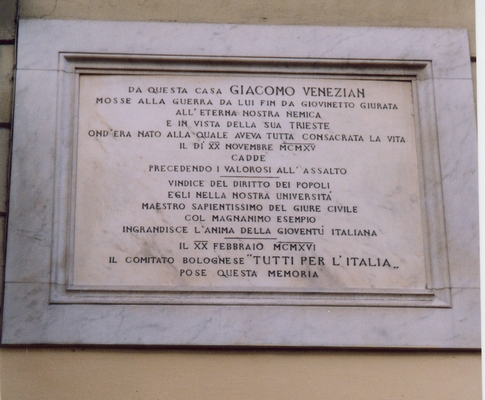 DA QUESTA CASA GIACOMO VENEZIAN
MOSSE ALLA GUERRA DA LUI FIN DA GIOVINETTO GIURATA
ALL'ETERNA NOSTRA NEMICA
E IN VISTA DELLA SUA TRIESTE
OND'ERA NATO ALLA QUALE AVEVA TUTTA CONSACRATA LA VITA
IL DÌ XX NOVEMBRE MCMXV
CADDE
PRECEDENDO I VALOROSI ALL'ASSALTO
VINDICE DEL DIRITTO DEI POPOLI
EGLI NELLA NOSTRA UNIVERSITÀ
MAESTRO SAPIENTISSIMO DEL GIURE CIVILE
COL MAGNANIMO ESEMPIO
INGRANDISCE L'ANIMA DELLA GIOVENTÙ ITALIANA
IL XX FEBBRAIO MCMXVI
IL COMITATO BOLOGNESE "TUTTI PER L'ITALIA„
POSE QUESTA MEMORIA